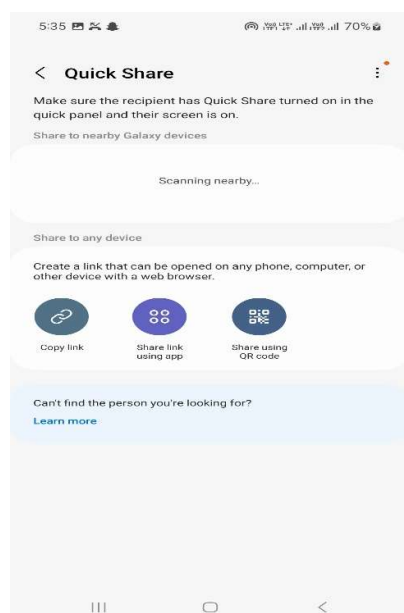 5:35
70%
Quick Share
Make sure the recipient has Quick Share turned on in the
quick panel and their screen is on.
Share to nearby Galaxy devices
Scanning nearby...
Share to any device
Create a link that can be opened on any phone, computer, or
other device with a web browser.
Copy link
Share link
using app
Share using
QR code
Can't find the person you're looking for?
Learn more